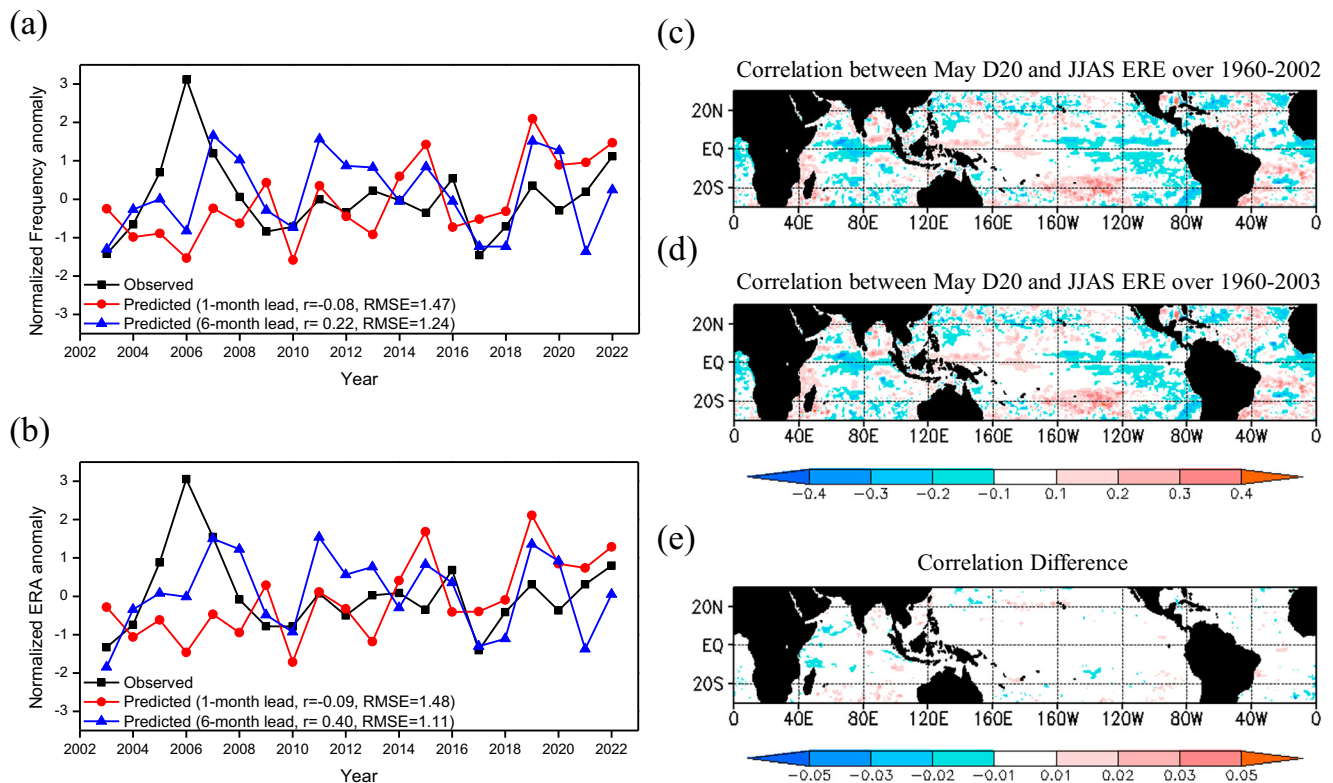 (a)
Normalized Frequency anomaly
3
2
1
0
-1
-2
-3
Observed
Predicted (1-month lead, r=-0.08, RMSE=1.47)
Predicted (6-month lead, r= 0.22, RMSE=1.24)
2002 2004 2006 2008 2010 2012 2014 2016 2018 2020 2022
Year
(b)
Normalized ERA anomaly
3
2
1
0
-1
-2
-3
Observed
Predicted (1-month lead, r=-0.09, RMSE=1.48)
Predicted (6-month lead, r= 0.40, RMSE=1.11)
2002 2004 2006 2008 2010 2012 2014 2016 2018 2020 2022
Year
(c)
Correlation between May D20 and JJAS ERE over 1960-2002
20N
EQ
20S
0 40E 80E 120E 160E 160W 120W 80W 40W 0
(d)
Correlation between May D20 and JJAS ERE over 1960-2003
20N
EQ
20S
0 40E 80E 120E 160E 160W 120W 80W 40W 0
-0.4 -0.3 -0.2 -0.1 0.1 0.2 0.3 0.4
(e)
Correlation Difference
20N
EQ
20S
0 40E 80E 120E 160E 160W 120W 80W 40W 0
-0.05 -0.03 -0.02 -0.01 0.01 0.02 0.03 0.05